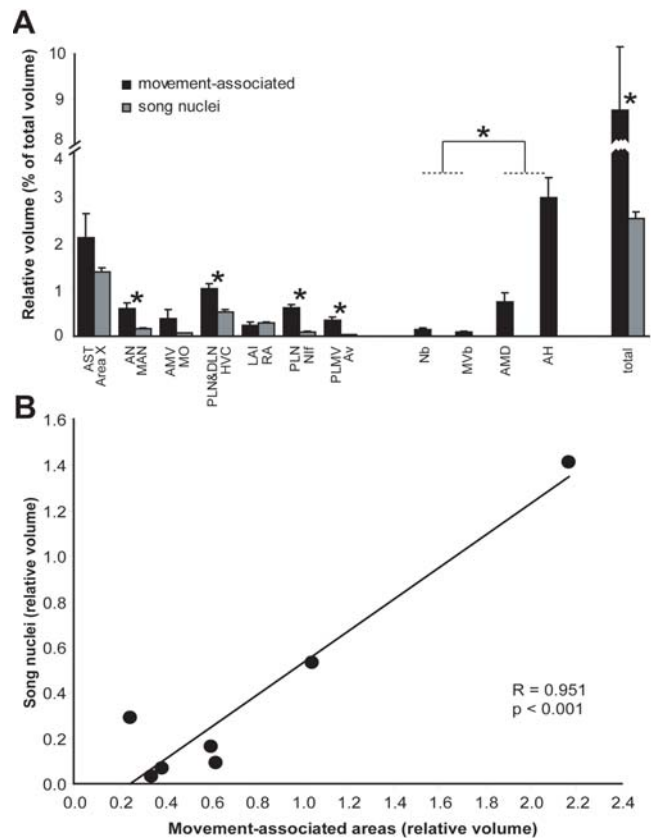 A
Relative volume (% of total volume)
10
9
8
4
3
2
1
0
movement-associated
song nuclei
*
*
*
*
*
*
AST
Area X
AN
MAN
AMV
MO
PLN&DLN
HVC
LAI
RA
PLN
NIf
PLMV
Av
Nb
MVb
AMD
AH
total
B
Song nuclei (relative volume)
1.6
1.4
1.2
1.0
0.8
0.6
0.4
0.2
0.0
R = 0.951
p < 0.001
0.0 0.2 0.4 0.6 0.8 1.0 1.2 1.4 1.6 1.8 2.0 2.2 2.4
Movement-associated areas (relative volume)